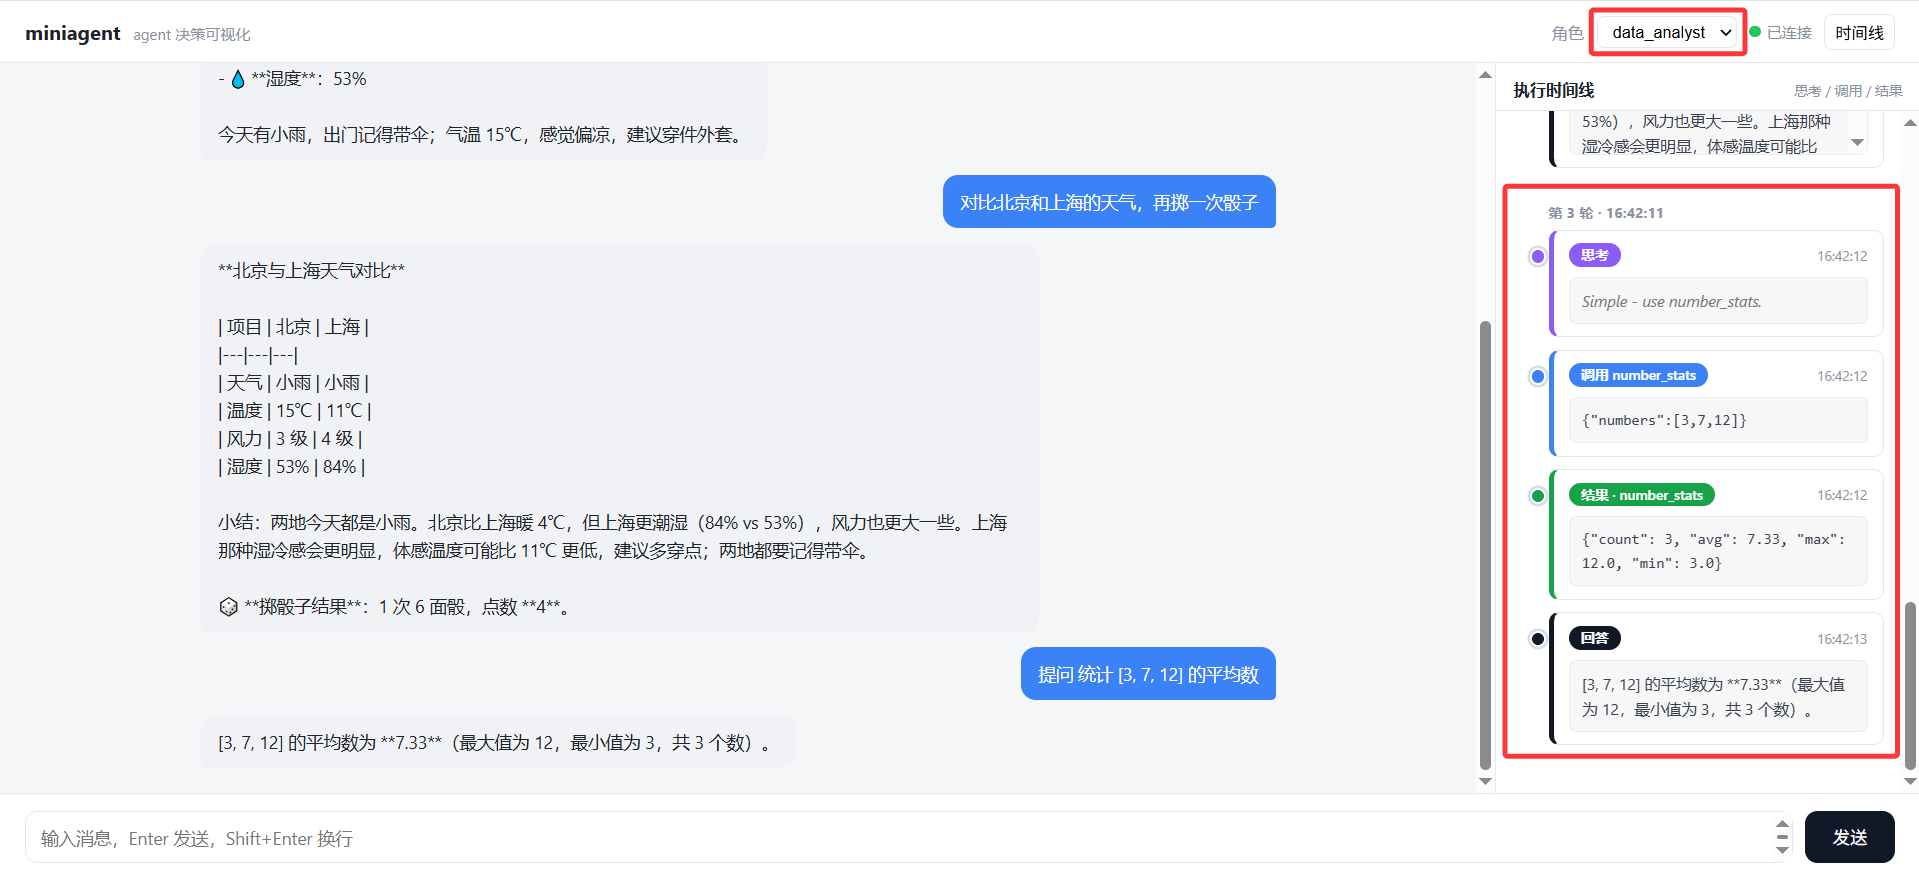 miniagent agent 决策可视化
角色 data_analyst 已连接 时间线
- 💧 **湿度**：53%
今天有小雨，出门记得带伞；气温 15℃，感觉偏凉，建议穿件外套。
对比北京和上海的天气，再掷一次骰子
**北京与上海天气对比**
| 项目 | 北京 | 上海 |
|---|---|---|
| 天气 | 小雨 | 小雨 |
| 温度 | 15℃ | 11℃ |
| 风力 | 3 级 | 4 级 |
| 湿度 | 53% | 84% |
小结：两地今天都是小雨。北京比上海暖 4℃，但上海更潮湿（84% vs 53%），风力也更大一些。上海
那种湿冷感会更明显，体感温度可能比 11℃ 更低，建议多穿点；两地都要记得带伞。
🎲 **掷骰子结果**：1 次 6 面骰，点数 **4**。
提问 统计 [3, 7, 12] 的平均数
[3, 7, 12] 的平均数为 **7.33**（最大值为 12，最小值为 3，共 3 个数）。
执行时间线 思考 / 调用 / 结果
53%），风力也更大一些。上海那种
湿冷感会更明显，体感温度可能比
第 3 轮 · 16:42:11
思考 16:42:12
Simple - use number_stats.
调用 number_stats 16:42:12
{"numbers":[3,7,12]}
结果 · number_stats 16:42:12
{"count": 3, "avg": 7.33, "max":
12.0, "min": 3.0}
回答 16:42:13
[3, 7, 12] 的平均数为 **7.33**（最大值
为 12，最小值为 3，共 3 个数）。
输入消息，Enter 发送，Shift+Enter 换行
发送